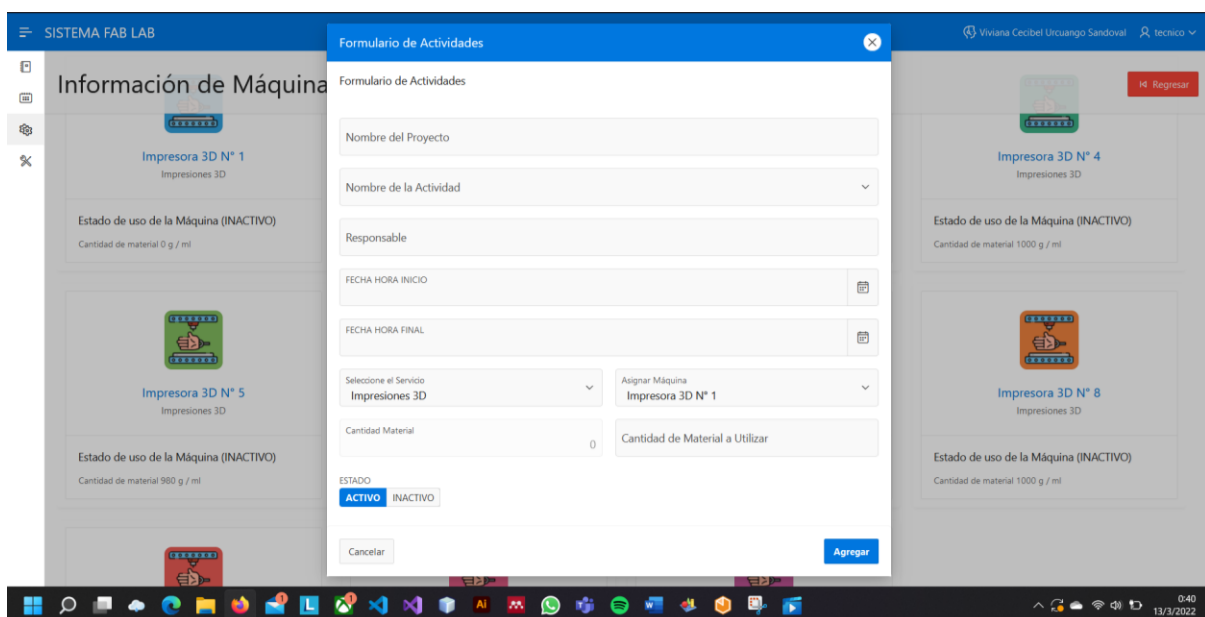 SISTEMA FAB LAB
Viviana Cecibel Urcuango Sandoval
tecnico
Información de Máquina
Regresar
Impresora 3D N° 1
Impresiones 3D
Estado de uso de la Máquina (INACTIVO)
Cantidad de material 0 g / ml
Impresora 3D N° 4
Impresiones 3D
Estado de uso de la Máquina (INACTIVO)
Cantidad de material 1000 g / ml
Impresora 3D N° 5
Impresiones 3D
Estado de uso de la Máquina (INACTIVO)
Cantidad de material 980 g / ml
Impresora 3D N° 8
Impresiones 3D
Estado de uso de la Máquina (INACTIVO)
Cantidad de material 1000 g / ml
Formulario de Actividades
Formulario de Actividades
Nombre del Proyecto
Nombre de la Actividad
Responsable
FECHA HORA INICIO
FECHA HORA FINAL
Seleccione el Servicio
Impresiones 3D
Asignar Máquina
Impresora 3D N° 1
Cantidad Material
0
Cantidad de Material a Utilizar
ESTADO
ACTIVO INACTIVO
Cancelar
Agregar
L
Ai
0:40
13/3/2022